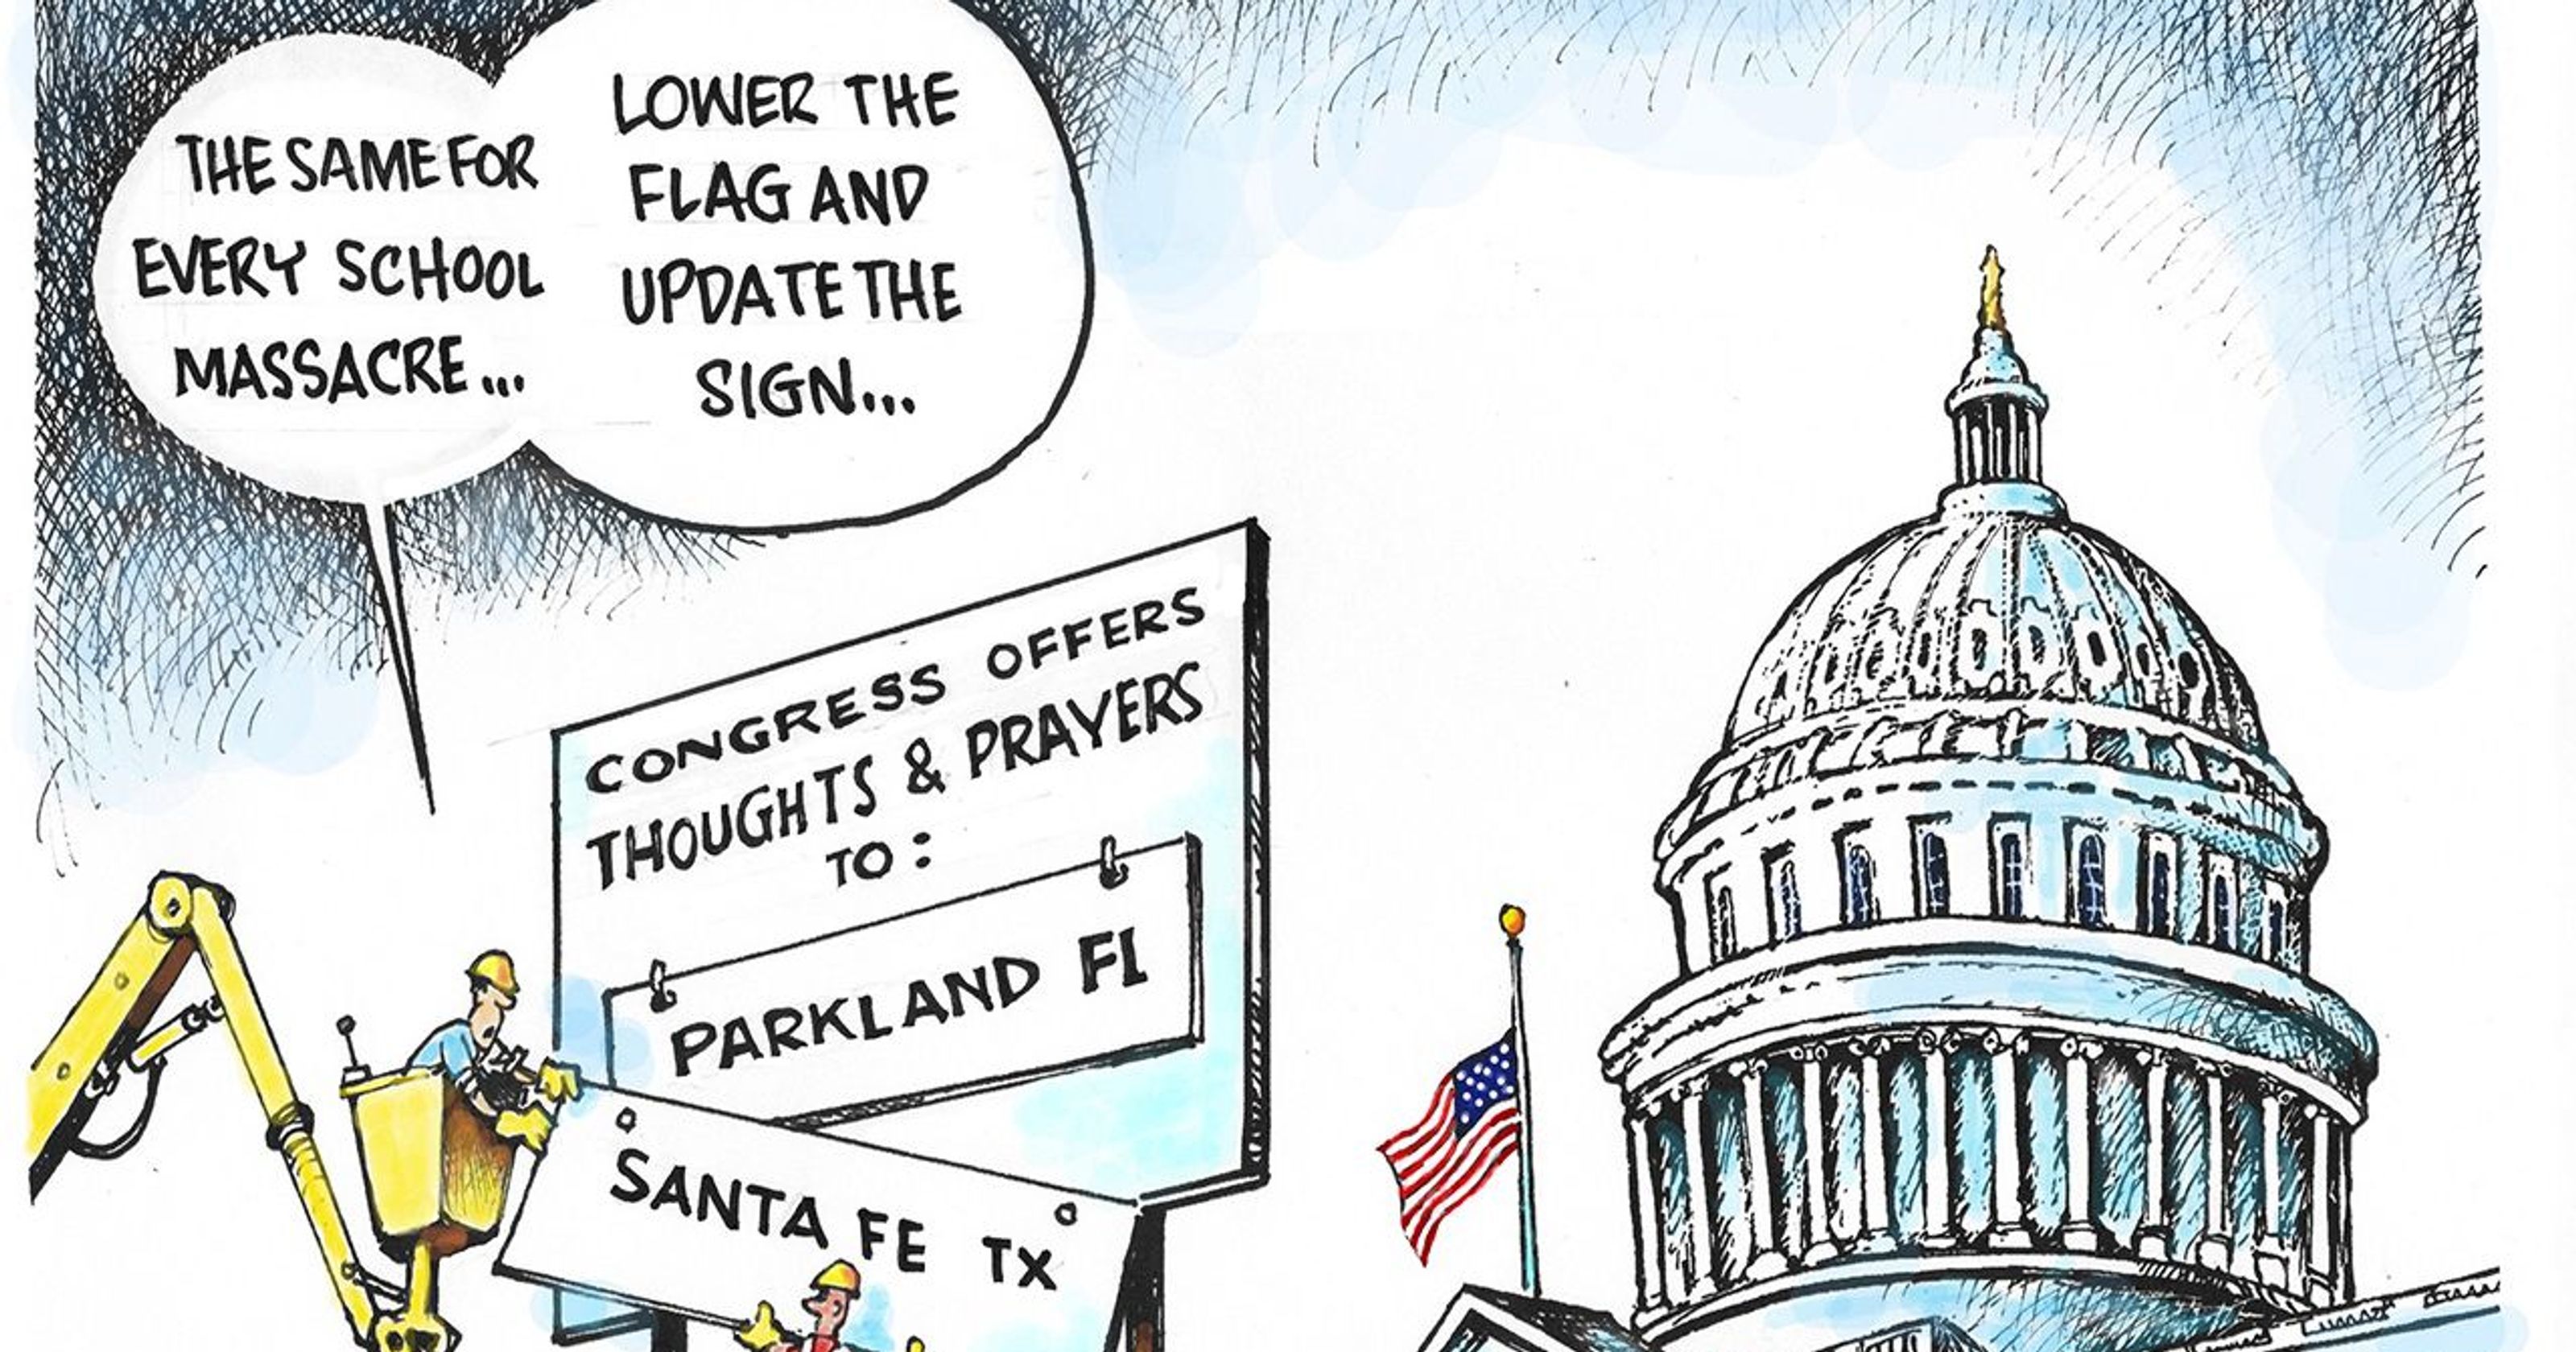 THE SAME FOR
EVERY SCHOOL
MASSACRE...
LOWER THE
FLAG AND
UPDATE THE
SIGN...
CONGRESS OFFERS
THOUGHTS & PRAYERS
TO:
PARKLAND FL
SANTA FE TX